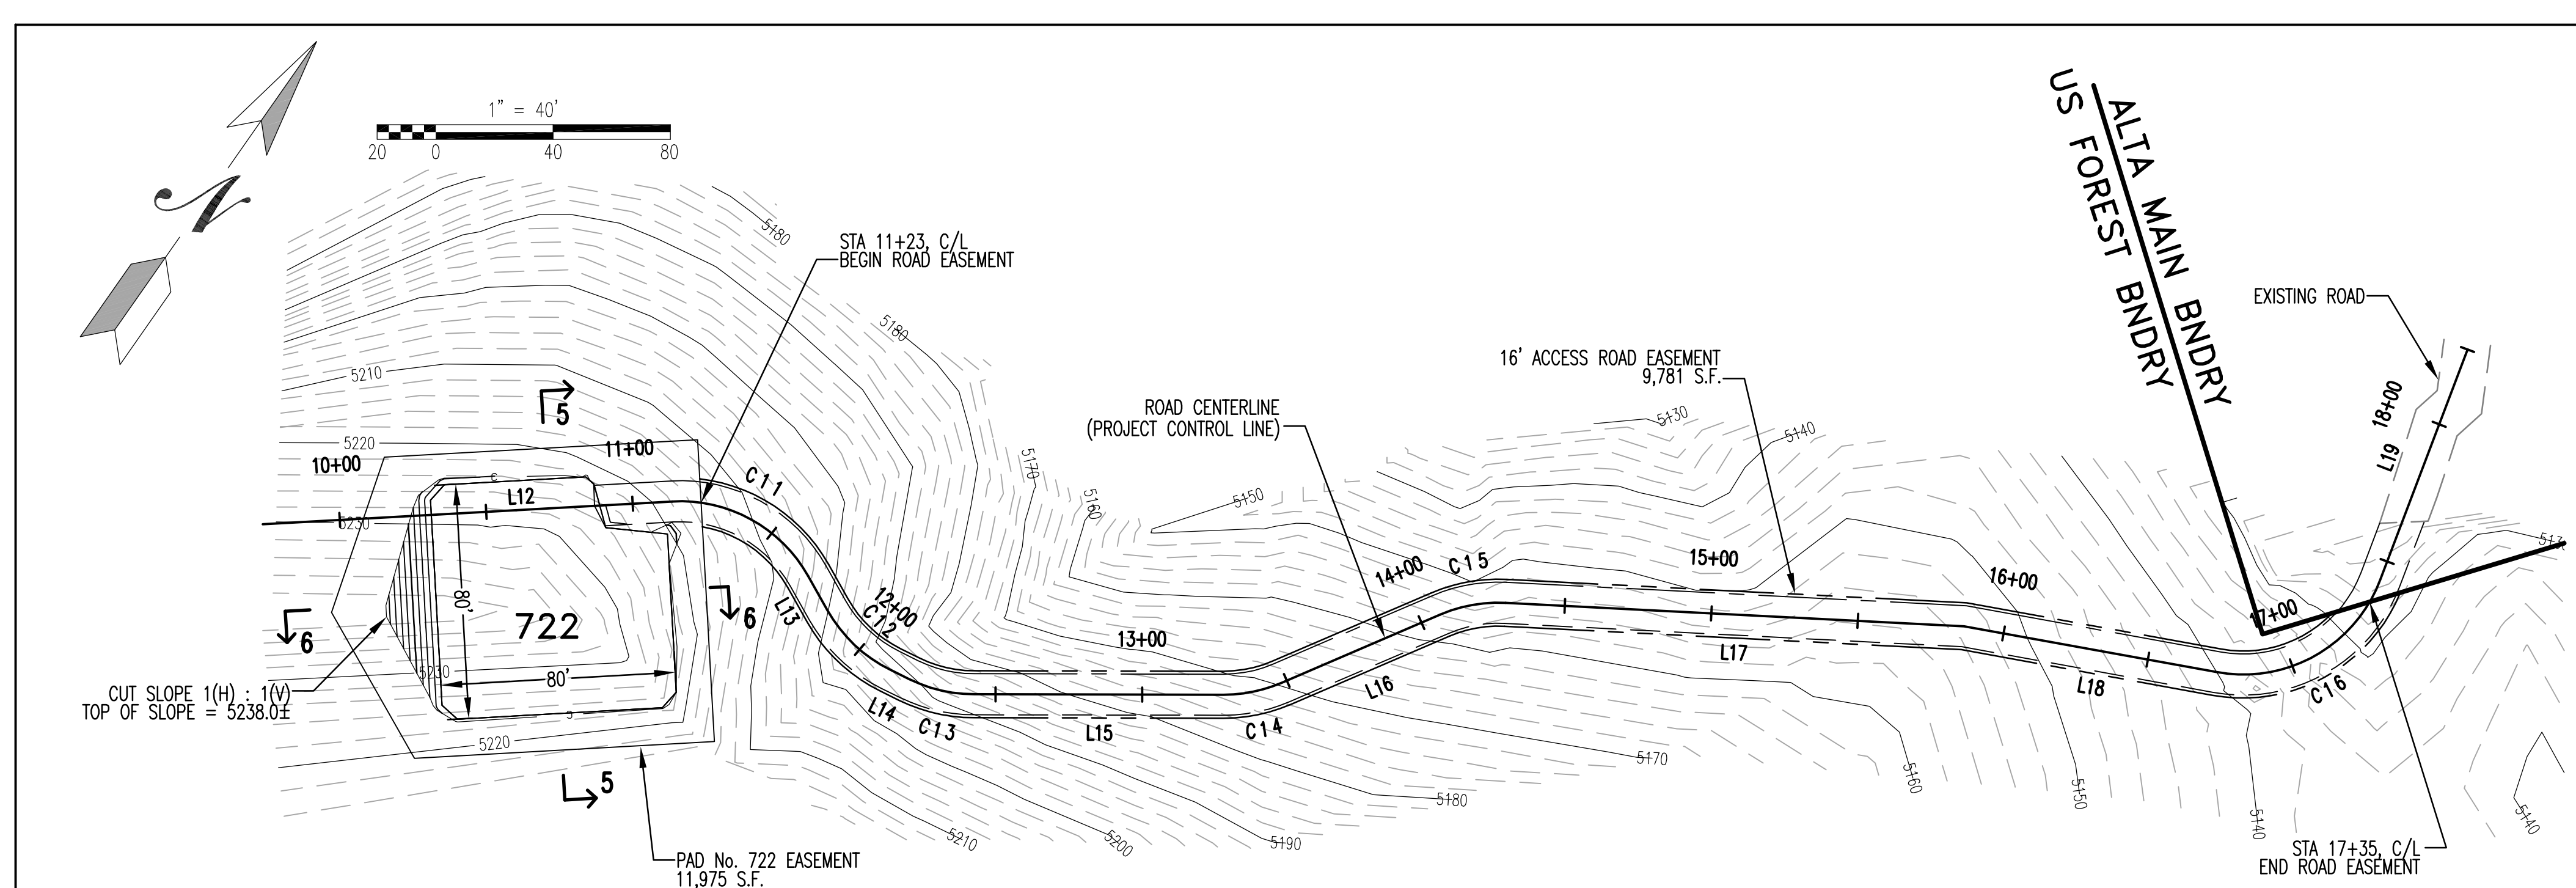 1" = 40'
20 0 40 80
N
STA 11+23, C/L
BEGIN ROAD EASEMENT
ALTA MAIN BNDRY
US FOREST BNDRY
EXISTING ROAD
16' ACCESS ROAD EASEMENT
9,781 S.F.
ROAD CENTERLINE
(PROJECT CONTROL LINE)
5180
5180
5210
5
5220
10+00
11+00
C11
L12
5230
5170
5160
5150
5130
5140
14+00
C15
15+00
16+00
17+00
L19
18+00
80'
722
6
6
L13
12+00
C12
13+00
5230
80'
CUT SLOPE 1(H) : 1(V)
TOP OF SLOPE = 5238.0±
L14
C13
L15
C14
L16
L17
L18
C16
5220
5
5170
5180
5160
5150
5140
5140
5210
5200
5190
PAD No. 722 EASEMENT
11,975 S.F.
STA 17+35, C/L
END ROAD EASEMENT